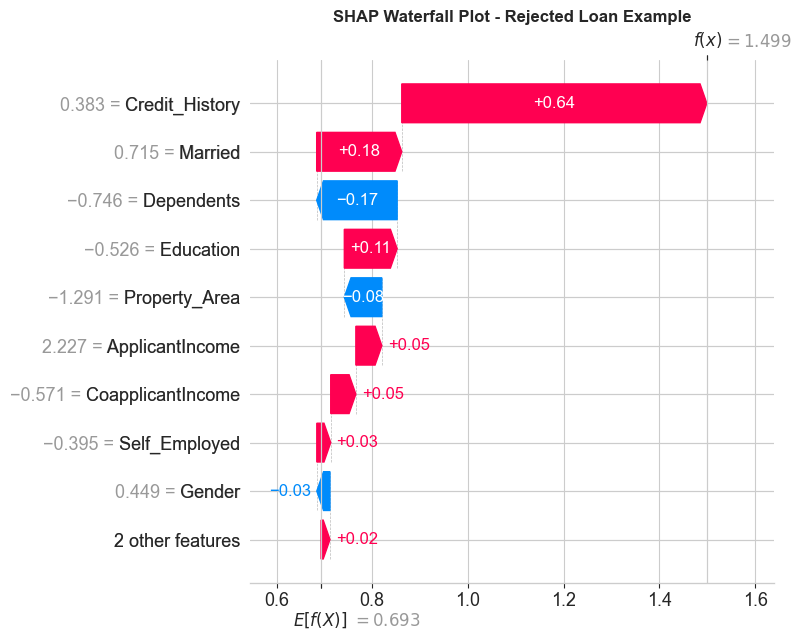 SHAP Waterfall Plot - Rejected Loan Example
f(x) = 1.499
0.383 = Credit_History +0.64
0.715 = Married +0.18
−0.746 = Dependents −0.17
−0.526 = Education +0.11
−1.291 = Property_Area −0.08
2.227 = ApplicantIncome +0.05
−0.571 = CoapplicantIncome +0.05
−0.395 = Self_Employed +0.03
0.449 = Gender −0.03
2 other features +0.02
0.6 0.8 1.0 1.2 1.4 1.6
E[f(X)] = 0.693